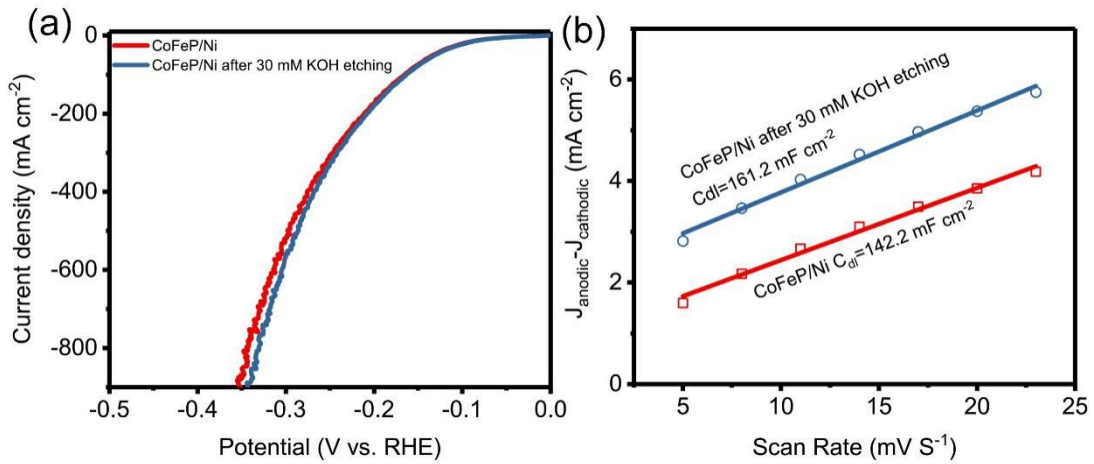 (a)
CoFeP/Ni
CoFeP/Ni after 30 mM KOH etching
0
-200
-400
-600
-800
Current density (mA cm-2)
-0.5
-0.4
-0.3
-0.2
-0.1
0.0
Potential (V vs. RHE)
(b)
6
4
2
0
Janodic-Jcathodic (mA cm-2)
CoFeP/Ni after 30 mM KOH etching
Cdl=161.2 mF cm-2
CoFeP/Ni Cdl=142.2 mF cm-2
5
10
15
20
25
Scan Rate (mV S-1)